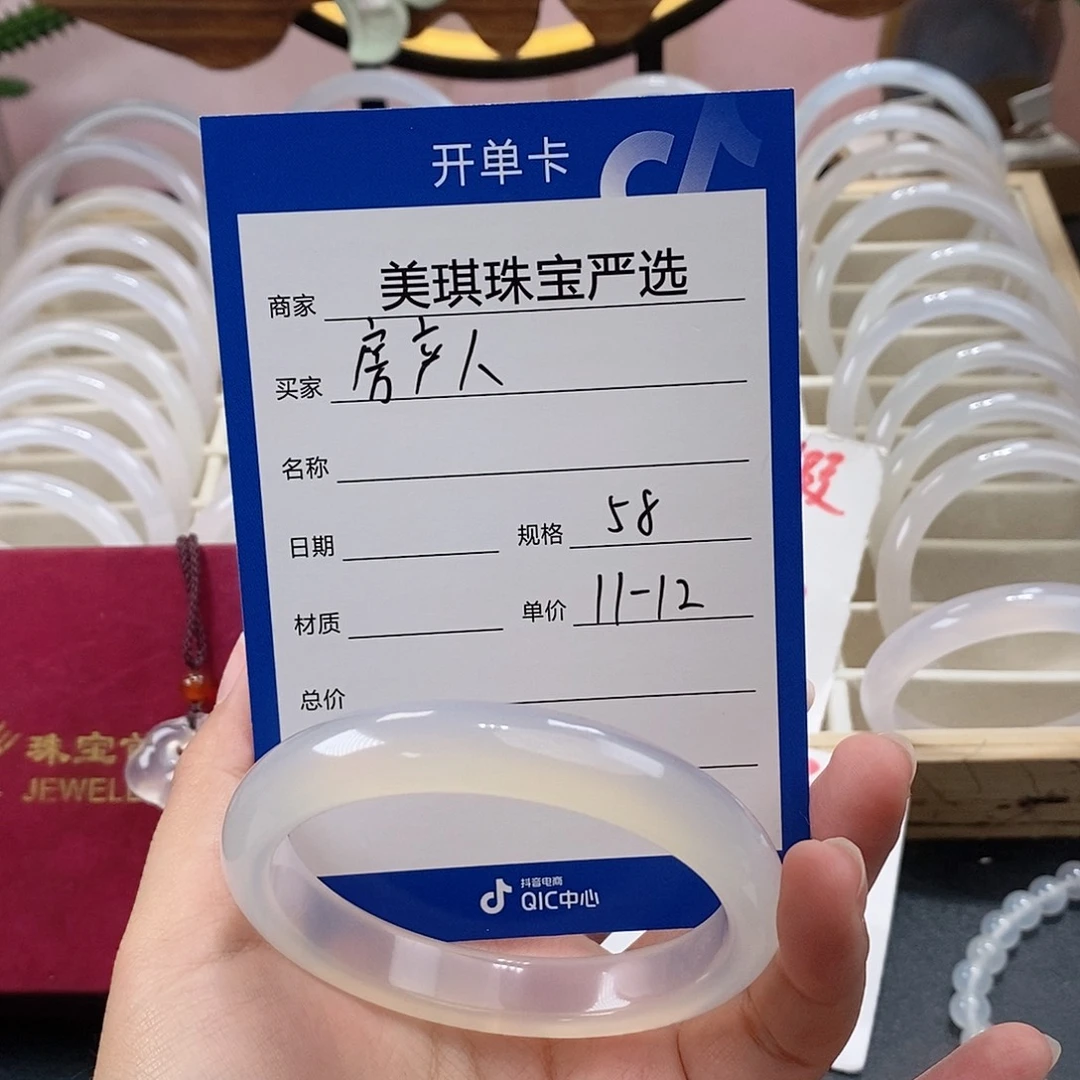 开单卡
商家 美琪珠宝严选
买家 房产人
名称
日期 规格 58
材质 单价 11-12
总价
抖音电商
QIC中心
珠宝
JEWELL